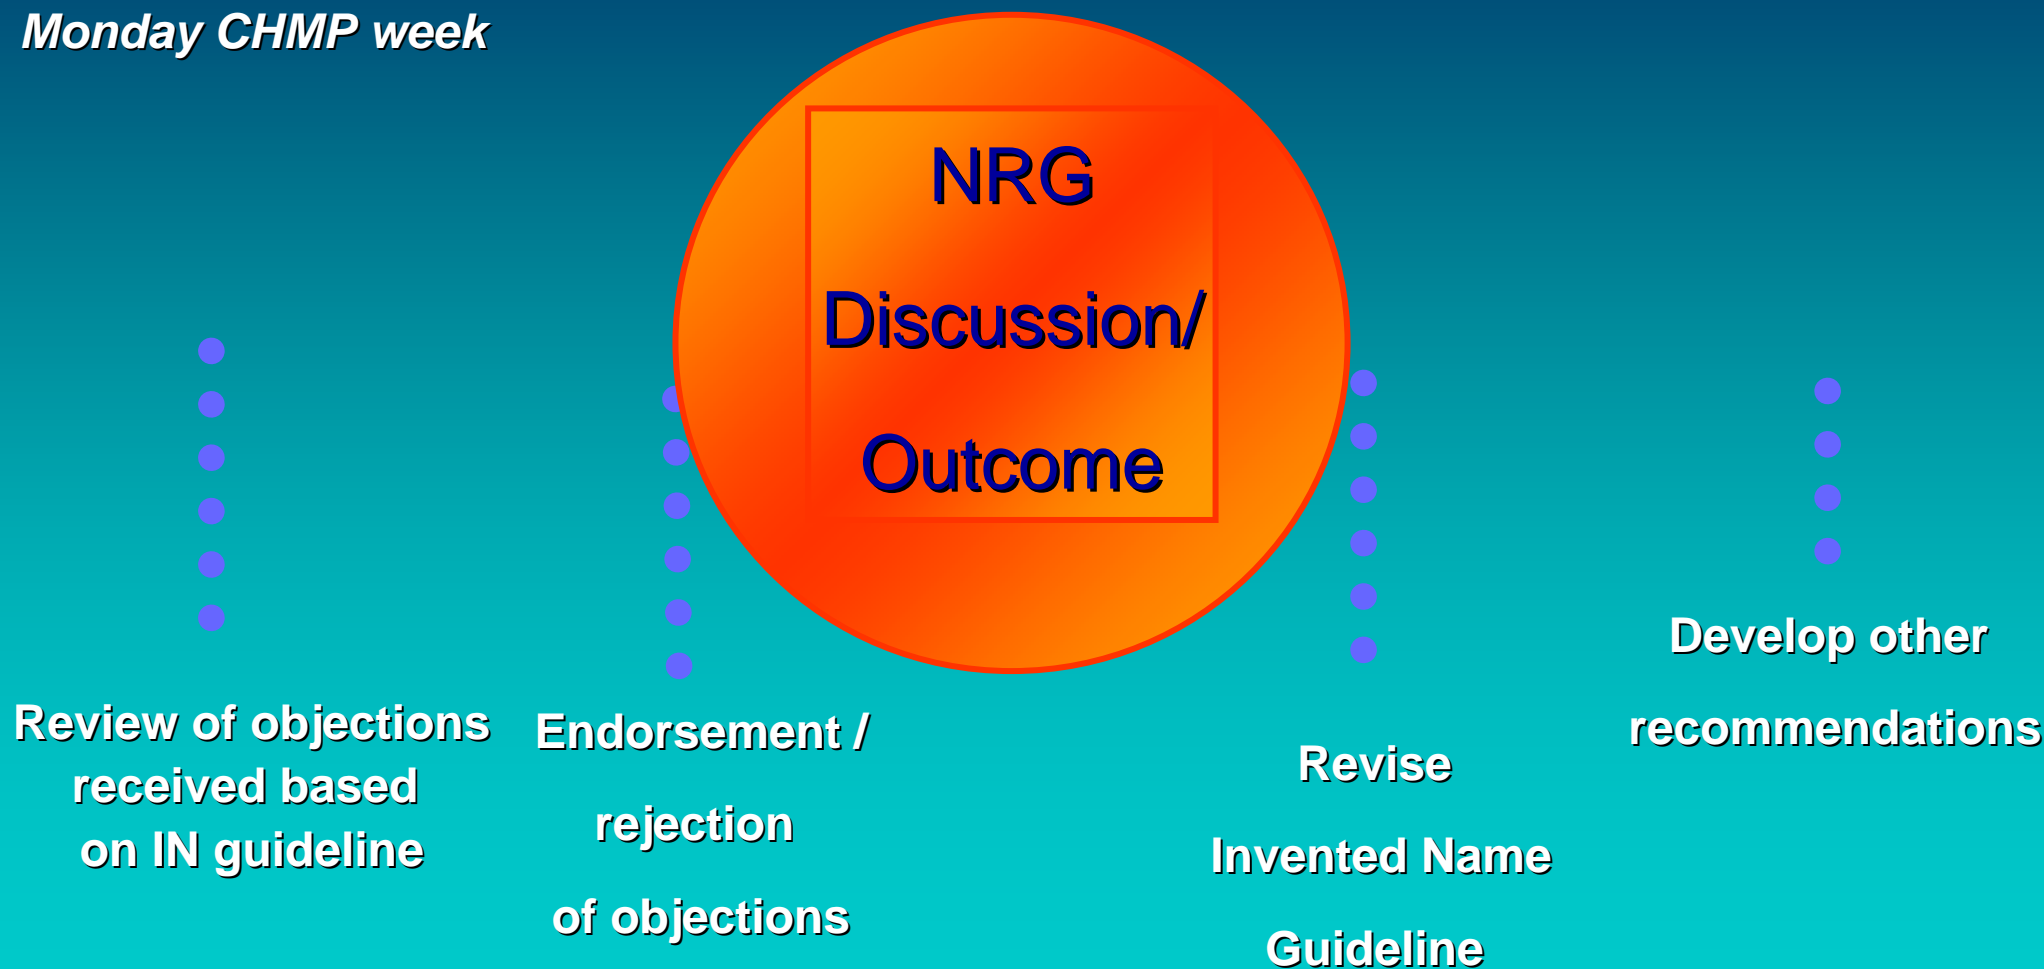 Monday CHMP week
NRG
Discussion/
Outcome
Review of objections
received based
on IN guideline
Endorsement /
rejection
of objections
Revise
Invented Name
Guideline
Develop other
recommendations